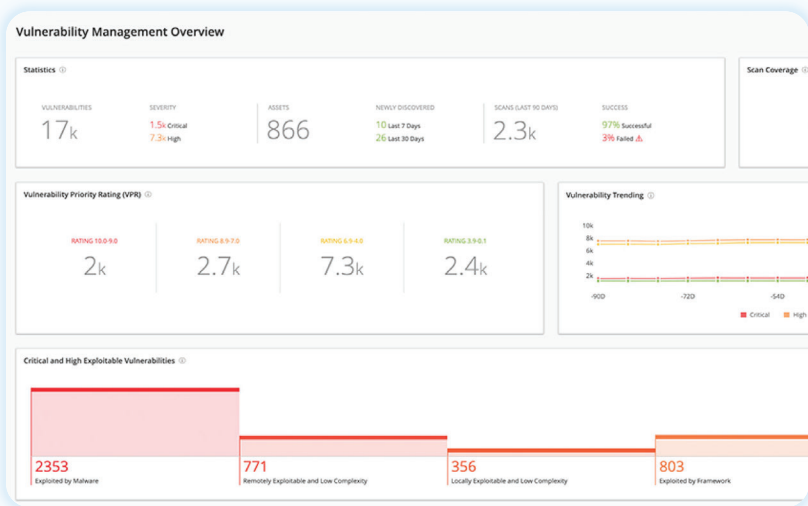 Vulnerability Management Overview
Statistics
Scan Coverage
VULNERABILITIES
SEVERITY
ASSETS
NEWLY DISCOVERED
SCANS (LAST 90 DAYS)
SUCCESS
17k
1.5k Critical
7.3k High
866
10 Last 7 Days
26 Last 30 Days
2.3k
97% Successful
3% Failed
Vulnerability Priority Rating (VPR)
RATING 10.0-9.0
RATING 8.9-7.0
RATING 6.9-4.0
RATING 3.9-0.1
2k
2.7k
7.3k
2.4k
Vulnerability Trending
10k
8k
6k
4k
2k
-90D
-72D
-54D
Critical
High
Critical and High Exploitable Vulnerabilities
2353
Exploited by Malware
771
Remotely Exploitable and Low Complexity
356
Locally Exploitable and Low Complexity
803
Exploited by Framework